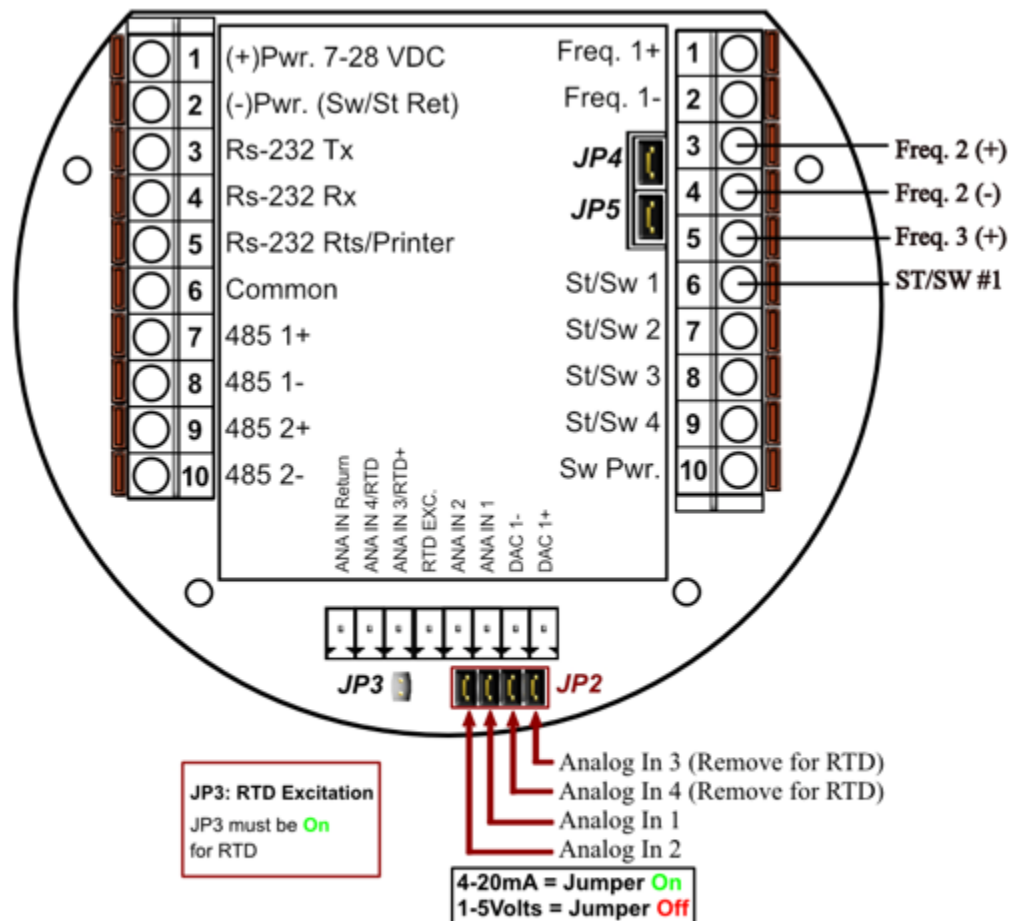 1 (+)Pwr. 7-28 VDC
2 (-)Pwr. (Sw/St Ret)
3 Rs-232 Tx
4 Rs-232 Rx
5 Rs-232 Rts/Printer
6 Common
7 485 1+
8 485 1-
9 485 2+
10 485 2-
Freq. 1+ 1
Freq. 1- 2
JP4 3 Freq. 2 (+)
4 Freq. 2 (-)
JP5
5 Freq. 3 (+)
St/Sw 1 6 ST/SW #1
St/Sw 2 7
St/Sw 3 8
St/Sw 4 9
Sw Pwr. 10
ANA IN Return
ANA IN 4/RTD
ANA IN 3/RTD+
RTD EXC.
ANA IN 2
ANA IN 1
DAC 1-
DAC 1+
JP3 JP2
Analog In 3 (Remove for RTD)
Analog In 4 (Remove for RTD)
Analog In 1
Analog In 2
JP3: RTD Excitation
JP3 must be On
for RTD
4-20mA = Jumper On
1-5Volts = Jumper Off